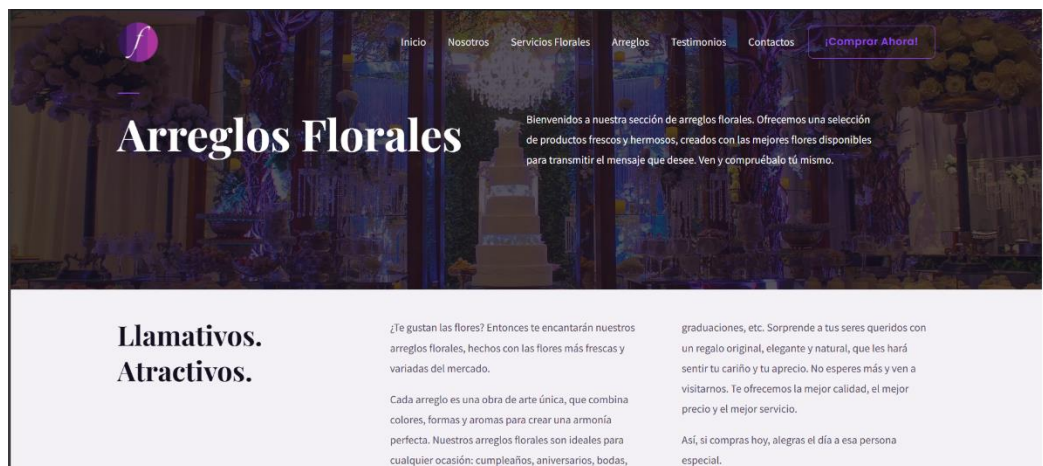 f
Inicio Nosotros Servicios Florales Arreglos Testimonios Contactos ¡Comprar Ahora!
Arreglos Florales
Bienvenidos a nuestra sección de arreglos florales. Ofrecemos una selección
de productos frescos y hermosos, creados con las mejores flores disponibles
para transmitir el mensaje que desee. Ven y compruébalo tú mismo.
Llamativos.
Atractivos.
¿Te gustan las flores? Entonces te encantarán nuestros
arreglos florales, hechos con las flores más frescas y
variadas del mercado.
Cada arreglo es una obra de arte única, que combina
colores, formas y aromas para crear una armonía
perfecta. Nuestros arreglos florales son ideales para
cualquier ocasión: cumpleaños, aniversarios, bodas,
graduaciones, etc. Sorprende a tus seres queridos con
un regalo original, elegante y natural, que les hará
sentir tu cariño y tu aprecio. No esperes más y ven a
visitarnos. Te ofrecemos la mejor calidad, el mejor
precio y el mejor servicio.
Así, si compras hoy, alegras el día a esa persona
especial.